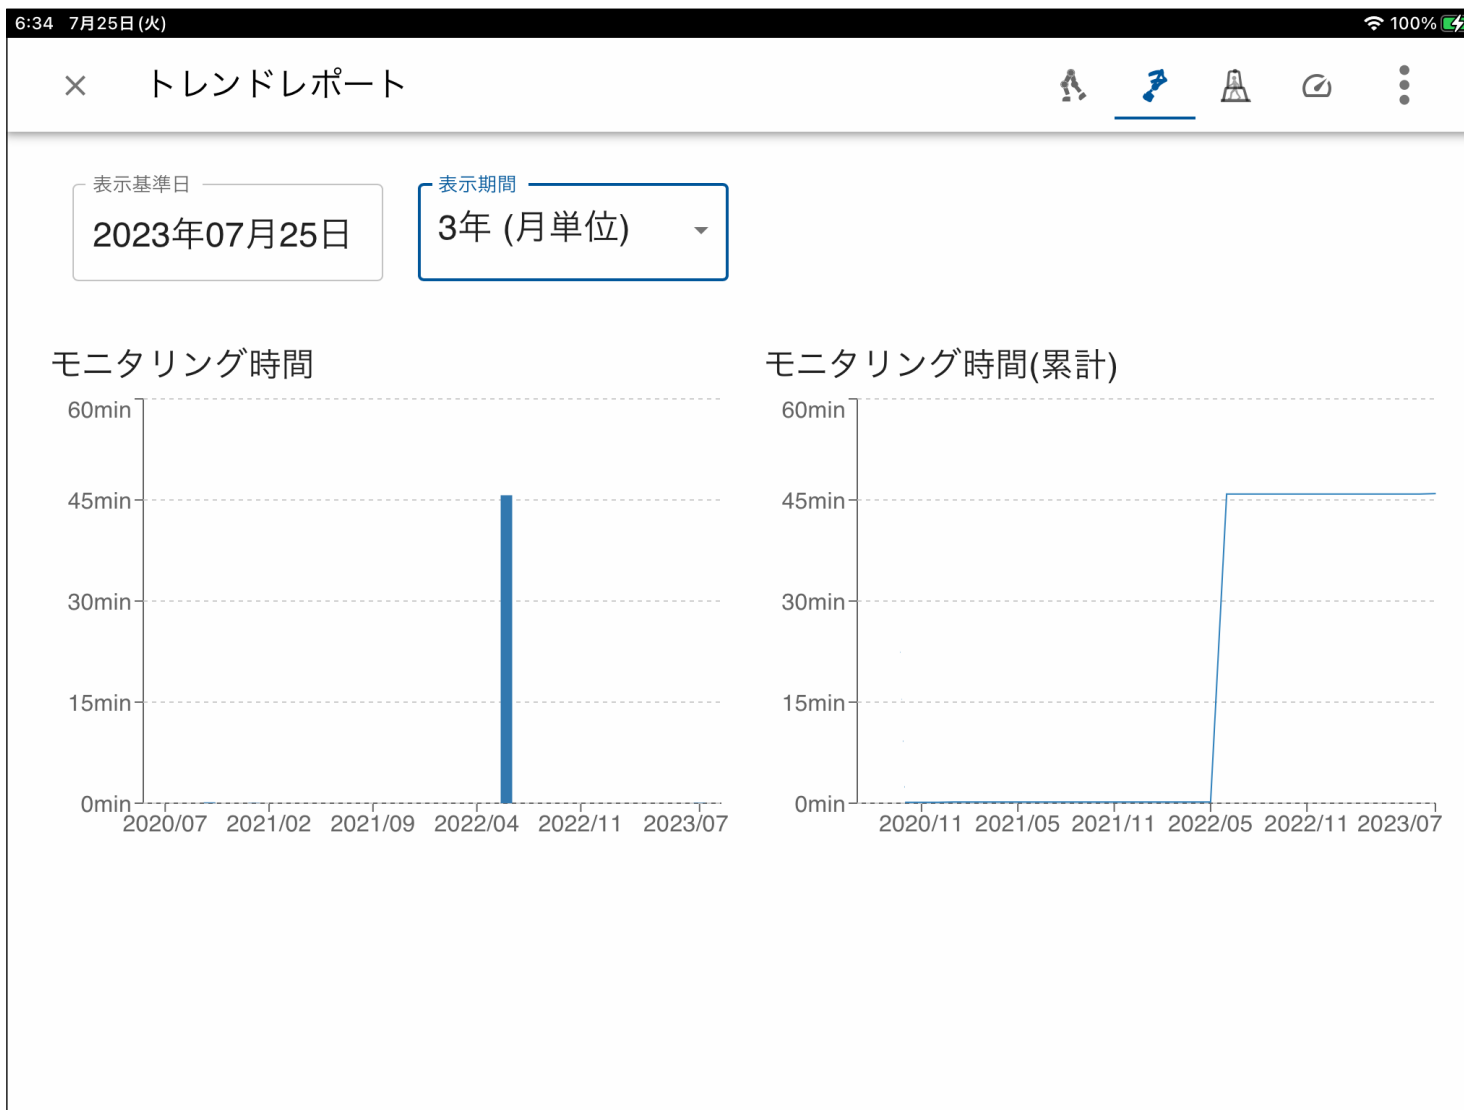 6:34 7月25日(火) 100%
トレンドレポート
表示基準日
2023年07月25日
表示期間
3年 (月単位)
モニタリング時間
60min
45min
30min
15min
0min
2020/07 2021/02 2021/09 2022/04 2022/11 2023/07
モニタリング時間(累計)
60min
45min
30min
15min
0min
2020/11 2021/05 2021/11 2022/05 2022/11 2023/07